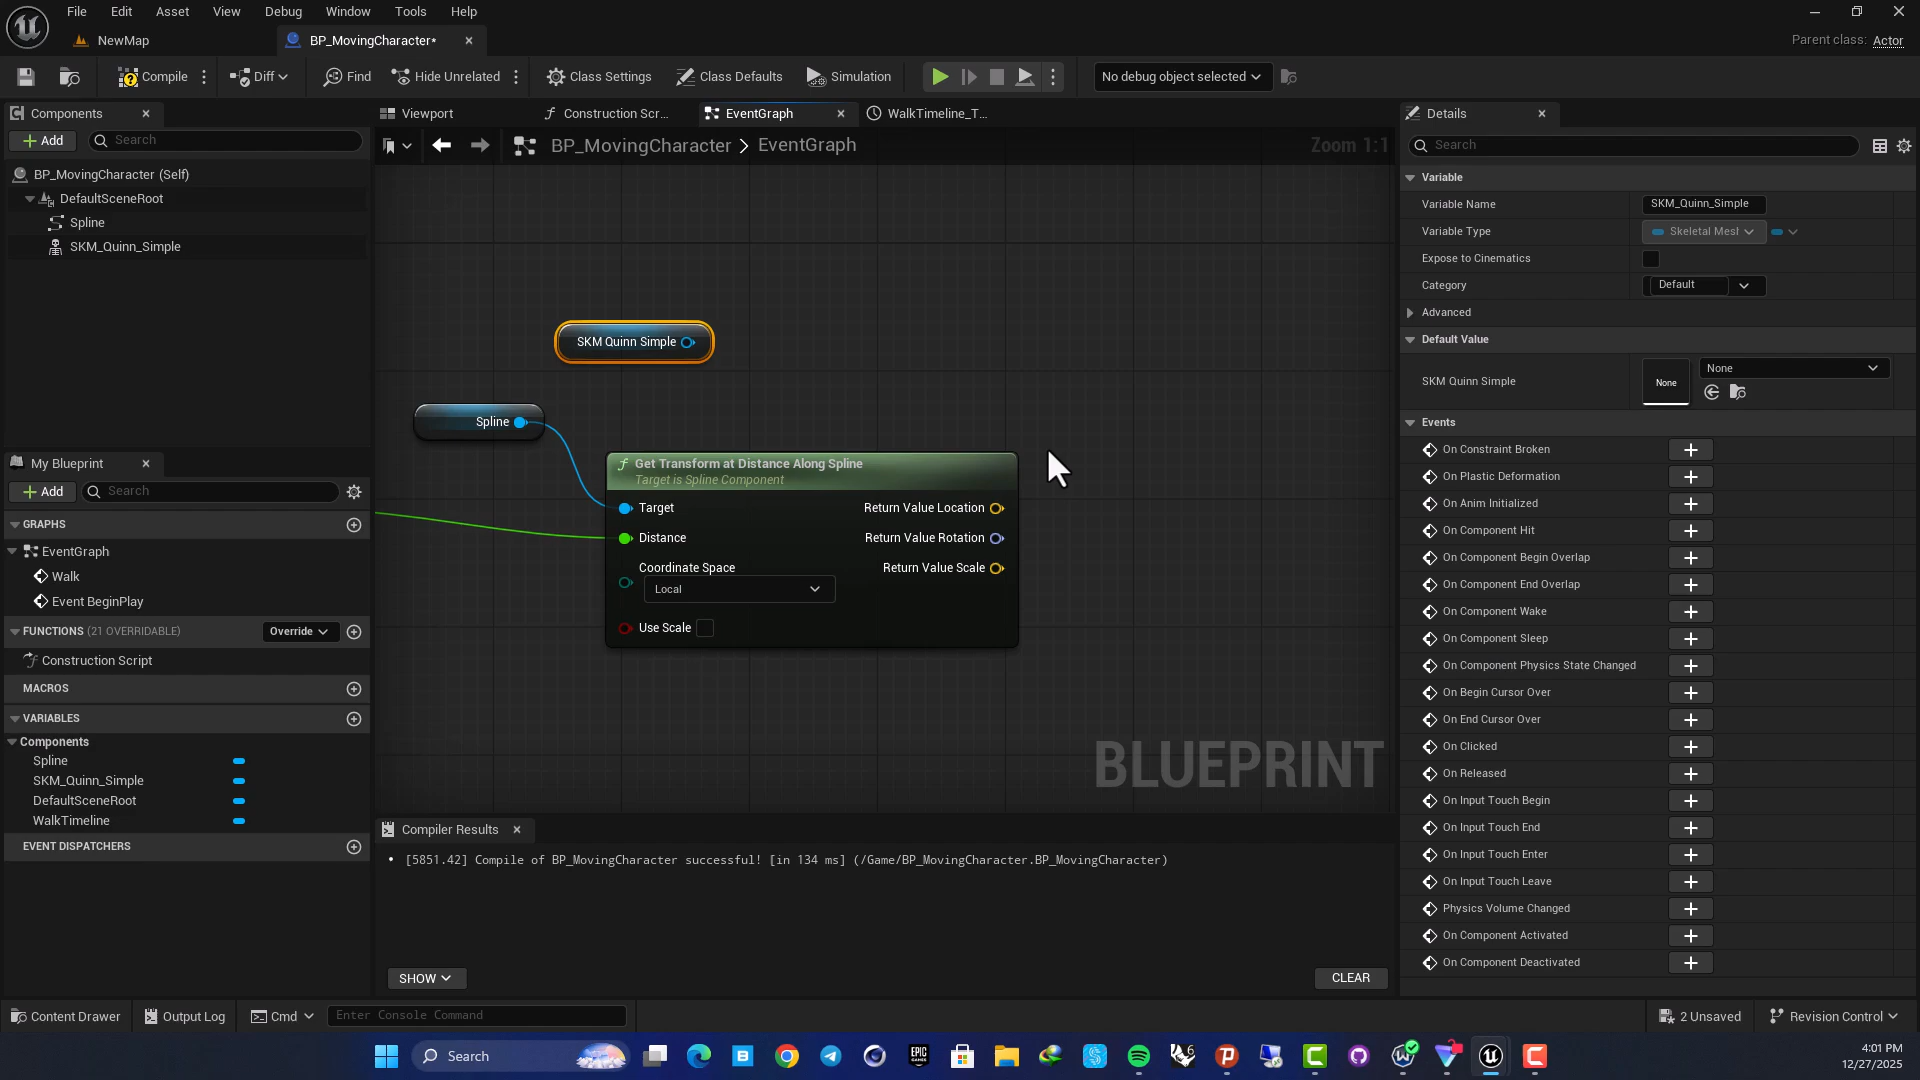 File Edit Asset View Debug Window Tools Help
NewMap
BP_MovingCharacter*
Parent class: Actor
Compile
Diff
Find
Hide Unrelated
Class Settings
Class Defaults
Simulation
No debug object selected
Components
Add
Search
BP_MovingCharacter (Self)
DefaultSceneRoot
Spline
SKM_Quinn_Simple
My Blueprint
Add
Search
GRAPHS
EventGraph
Walk
Event BeginPlay
FUNCTIONS (21 OVERRIDABLE)
Override
Construction Script
MACROS
VARIABLES
Components
Spline
SKM_Quinn_Simple
DefaultSceneRoot
WalkTimeline
EVENT DISPATCHERS
Viewport
Construction Scr...
EventGraph
WalkTimeline_T...
BP_MovingCharacter > EventGraph
Zoom 1:1
SKM Quinn Simple
Spline
Get Transform at Distance Along Spline
Target is Spline Component
Target
Return Value Location
Distance
Return Value Rotation
Coordinate Space
Return Value Scale
Local
Use Scale
BLUEPRINT
Compiler Results
• [5851.42] Compile of BP_MovingCharacter successful! [in 134 ms] (/Game/BP_MovingCharacter.BP_MovingCharacter)
SHOW
CLEAR
Details
Search
Variable
Variable Name SKM_Quinn_Simple
Variable Type Skeletal Mesh
Expose to Cinematics
Category Default
Advanced
Default Value
SKM Quinn Simple None None
Events
On Constraint Broken
On Plastic Deformation
On Anim Initialized
On Component Hit
On Component Begin Overlap
On Component End Overlap
On Component Wake
On Component Sleep
On Component Physics State Changed
On Begin Cursor Over
On End Cursor Over
On Clicked
On Released
On Input Touch Begin
On Input Touch End
On Input Touch Enter
On Input Touch Leave
Physics Volume Changed
On Component Activated
On Component Deactivated
Content Drawer
Output Log
Cmd
Enter Console Command
2 Unsaved
Revision Control
Search
EPIC GAMES
4:01 PM
12/27/2025